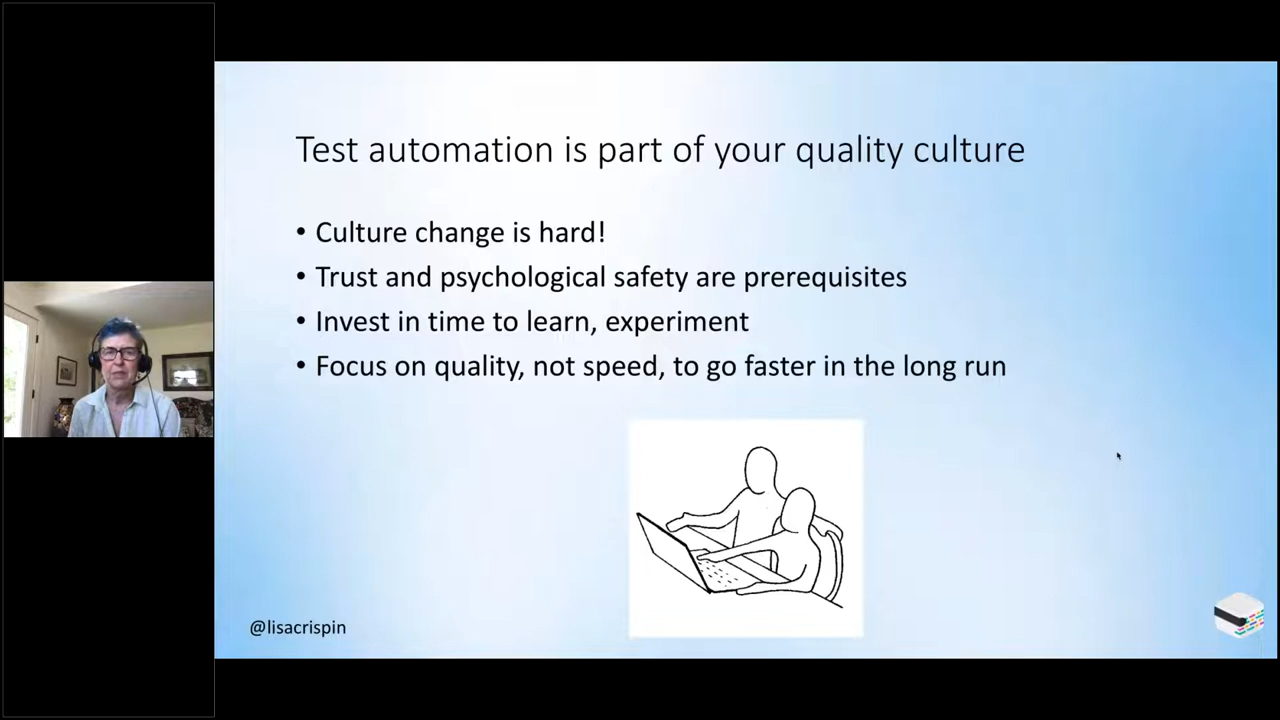 Test automation is part of your quality culture
• Culture change is hard!
• Trust and psychological safety are prerequisites
• Invest in time to learn, experiment
• Focus on quality, not speed, to go faster in the long run
@lisacrispin